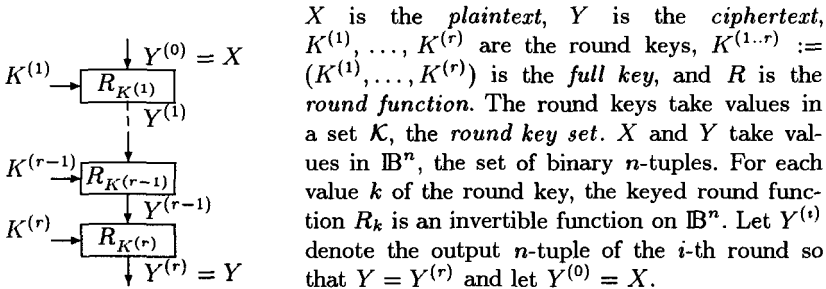 Y^{(0)} = X
K^{(1)}
R_{K^{(1)}}
Y^{(1)}
K^{(r-1)}
R_{K^{(r-1)}}
Y^{(r-1)}
K^{(r)}
R_{K^{(r)}}
Y^{(r)} = Y
X is the plaintext, Y is the ciphertext,
K^{(1)}, …, K^{(r)} are the round keys, K^{(1..r)} :=
(K^{(1)}, …, K^{(r)}) is the full key, and R is the
round function. The round keys take values in
a set 𝒦, the round key set. X and Y take val-
ues in 𝔹^n, the set of binary n-tuples. For each
value k of the round key, the keyed round func-
tion R_k is an invertible function on 𝔹^n. Let Y^{(i)}
denote the output n-tuple of the i-th round so
that Y = Y^{(r)} and let Y^{(0)} = X.